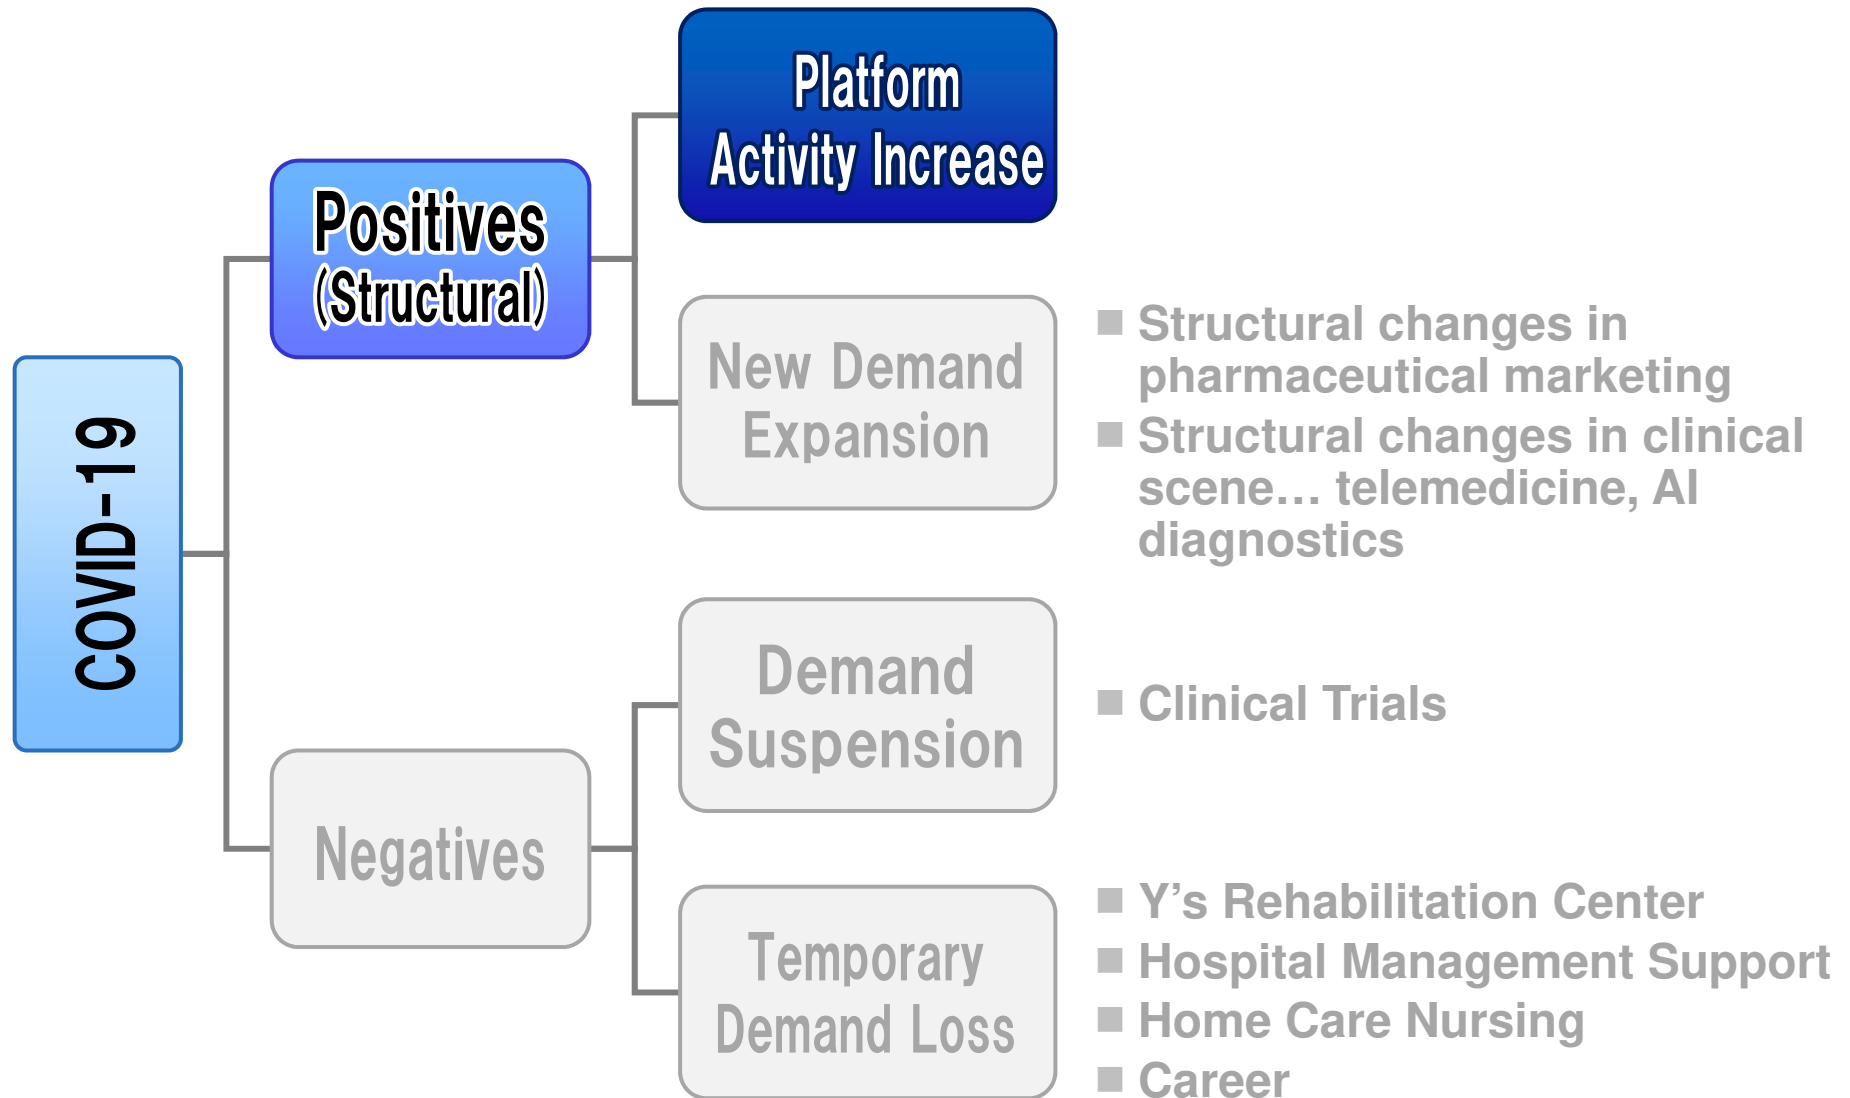 COVID-19
Positives
(Structural)
Platform
Activity Increase
New Demand
Expansion
■ Structural changes in
pharmaceutical marketing
■ Structural changes in clinical
scene… telemedicine, AI
diagnostics
Negatives
Demand
Suspension
■ Clinical Trials
Temporary
Demand Loss
■ Y’s Rehabilitation Center
■ Hospital Management Support
■ Home Care Nursing
■ Career